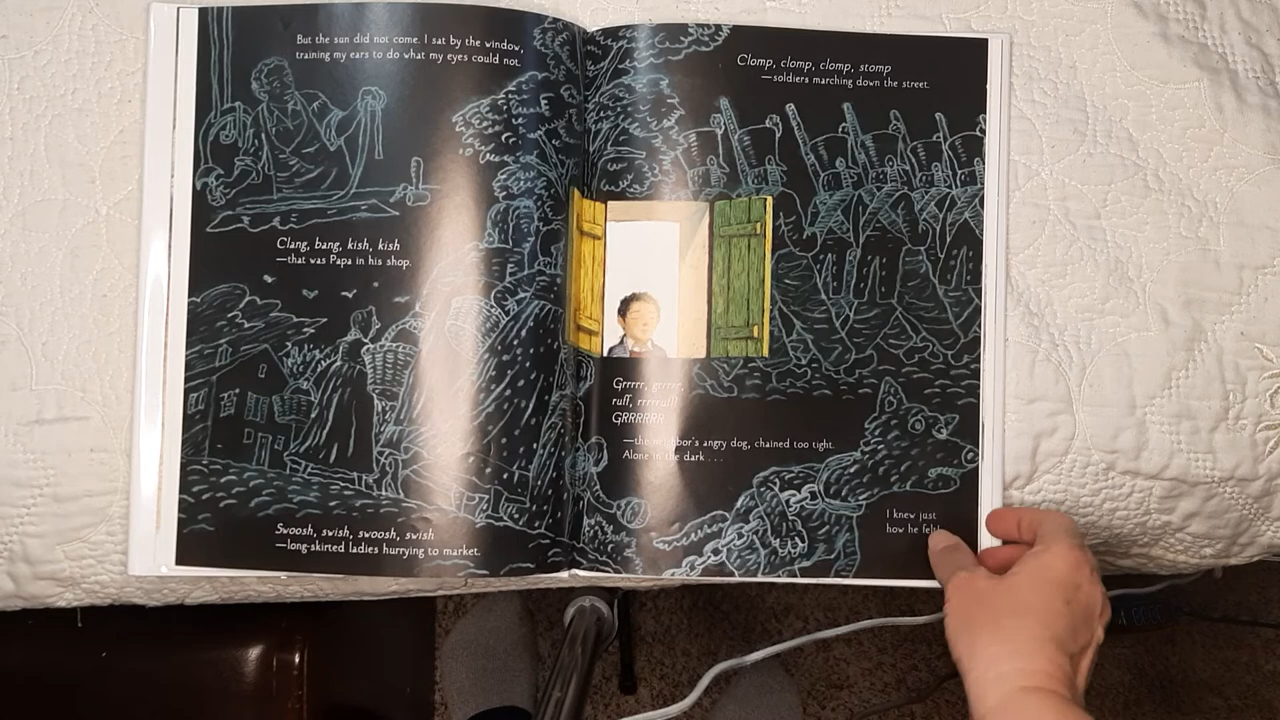 But the sun did not come. I sat by the window,
training my ears to do what my eyes could not.
Clang, bang, kish, kish
—that was Papa in his shop.
Swoosh, swish, swoosh, swish
—long-skirted ladies hurrying to market.
Clomp, clomp, clomp, stomp
—soldiers marching down the street.
Grrrrr, grrrrr,
ruff, rrrrruff!
GRRRRRR
—the neighbor's angry dog, chained too tight.
Alone in the dark . . .
I knew just
how he felt.